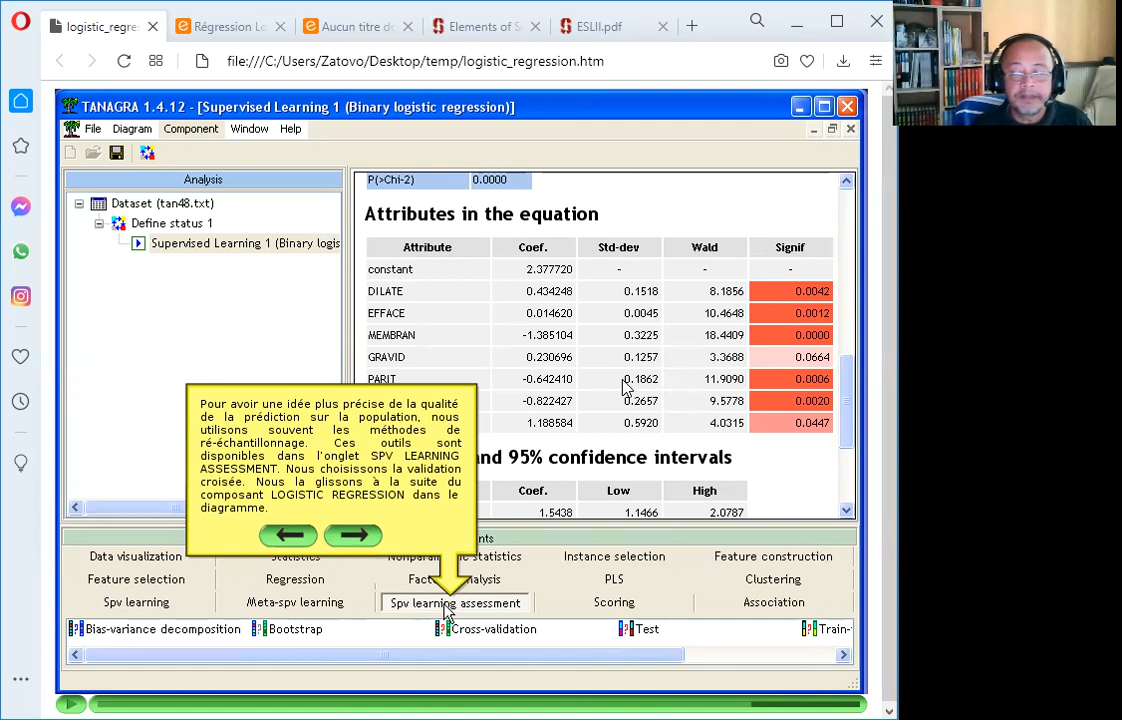 logistic_regre
Régression Lo
Aucun titre de
Elements of S
ESLII.pdf
file:///C:/Users/Zatovo/Desktop/temp/logistic_regression.htm
TANAGRA 1.4.12 - [Supervised Learning 1 (Binary logistic regression)]
File Diagram Component Window Help
Analysis
Dataset (tan48.txt)
Define status 1
Supervised Learning 1 (Binary logis
P(>Chi-2) 0.0000
Attributes in the equation
Attribute Coef. Std-dev Wald Signif
constant 2.377720 - - -
DILATE 0.434248 0.1518 8.1856 0.0042
EFFACE 0.014620 0.0045 10.4648 0.0012
MEMBRAN -1.385104 0.3225 18.4409 0.0000
GRAVID 0.230696 0.1257 3.3688 0.0664
PARIT -0.642410 0.1862 11.9090 0.0006
-0.822427 0.2657 9.5778 0.0020
1.188584 0.5920 4.0315 0.0447
and 95% confidence intervals
Coef. Low High
1.5438 1.1466 2.0787
Pour avoir une idée plus précise de la qualité
de la prédiction sur la population, nous
utilisons souvent les méthodes de
ré-échantillonnage. Ces outils sont
disponibles dans l'onglet SPV LEARNING
ASSESSMENT. Nous choisissons la validation
croisée. Nous la glissons à la suite du
composant LOGISTIC REGRESSION dans le
diagramme.
nts
Data visualization Statistics Nonparametric statistics Instance selection Feature construction
Feature selection Regression Factorial analysis PLS Clustering
Spv learning Meta-spv learning Spv learning assessment Scoring Association
Bias-variance decomposition Bootstrap Cross-validation Test Train-